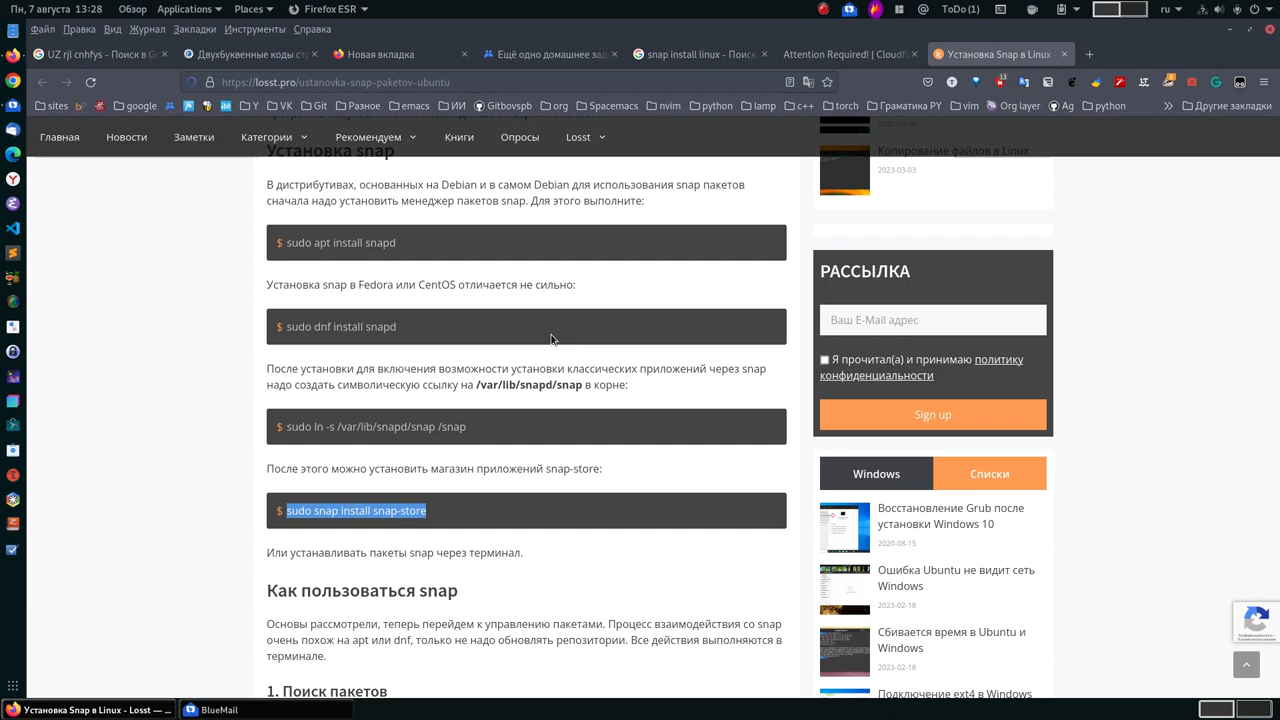 Пн, 7 августа 13:28 Обзор Applications Places Firefox ESR ToDo(1) ru
Файл Правка Вид Журнал Закладки Инструменты Справка
UZ rjl cnhfys - Поиск в Go Двухбуквенные коды стр Новая вкладка Ещё одно домашнее зад snap install linux - Поиск Attention Required! | Cloudf Установка Snap в Linux -
https://losst.pro/ustanovka-snap-paketov-ubuntu 13
sites БР google Y VK Git Разное emacs ИИ Gitbovspb org Spacemacs nvim python lamp c++ torch Граматика РУ vim Org layer Ag python Другие закладки
Главная Новости Заметки Категории Рекомендуем Книги Опросы Losst
Установка snap
В дистрибутивах, основанных на Debian и в самом Debian для использования snap пакетов
сначала надо установить менеджер пакетов snap. Для этого выполните:
$ sudo apt install snapd
Установка snap в Fedora или CentOS отличается не сильно:
$ sudo dnf install snapd
После установки для включения возможности установки классических приложений через snap
надо создать символическую ссылку на /var/lib/snapd/snap в корне:
$ sudo ln -s /var/lib/snapd/snap /snap
После этого можно установить магазин приложений snap-store:
$ sudo snap install snap-store
Или устанавливать пакеты snap через терминал.
Как пользоваться snap
Основы рассмотрели, теперь перейдем к управлению пакетами. Процесс взаимодействия со snap
очень похож на apt или dnf, только не надо обновлять репозитории. Все действия выполняются в
терминале.
1. Поиск пакетов
Копирование файлов в Linux
2023-03-03
РАССЫЛКА
Ваш E-Mail адрес
Я прочитал(а) и принимаю политику
конфиденциальности
Sign up
Windows Списки
Восстановление Grub после
установки Windows 10
2020-08-15
Ошибка Ubuntu не видит сеть
Windows
2023-02-18
Сбивается время в Ubuntu и
Windows
2023-02-18
Подключение ext4 в Windows
Установка Snap в Linux - Losst — ... BlueMail